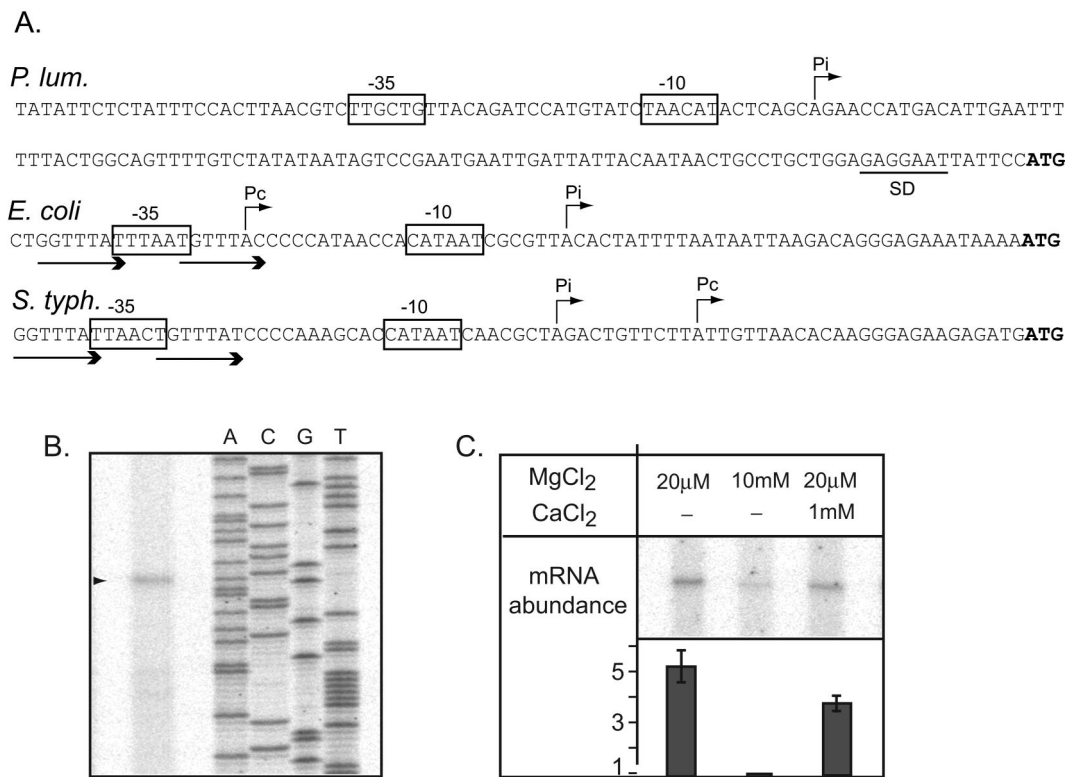 A.
P. lum.
-35
-10
Pi
TATATTCTCTATTTCCACTTAACGTCTTGCTGTTACAGATCCATGTATCTAACATACTCAGCAGAACCATGACATTGAATTT
TTTACTGGCAGTTTTGTCTATATAATAGTCCGAATGAATTGATTATTACAATAACTGCCTGCTGGAGAGGAATTATTCCATG
SD
E. coli
-35
Pc
-10
Pi
CTGGTTTATTTAATGTTTACCCCCATAACCACATAATCGCGTTACACTATTTTAATAATTAAGACAGGGAGAAATAAAAATG
S. typh.
-35
-10
Pi
Pc
GGTTTATTAACTGTTTATCCCCAAAGCACCATAATCAACGCTAGACTGTTCTTATTGTTAACACAAGGGAGAAGAGATGATG
B.
A C G T
C.
MgCl2 20μM 10mM 20μM
CaCl2 – – 1mM
mRNA
abundance
5
3
1